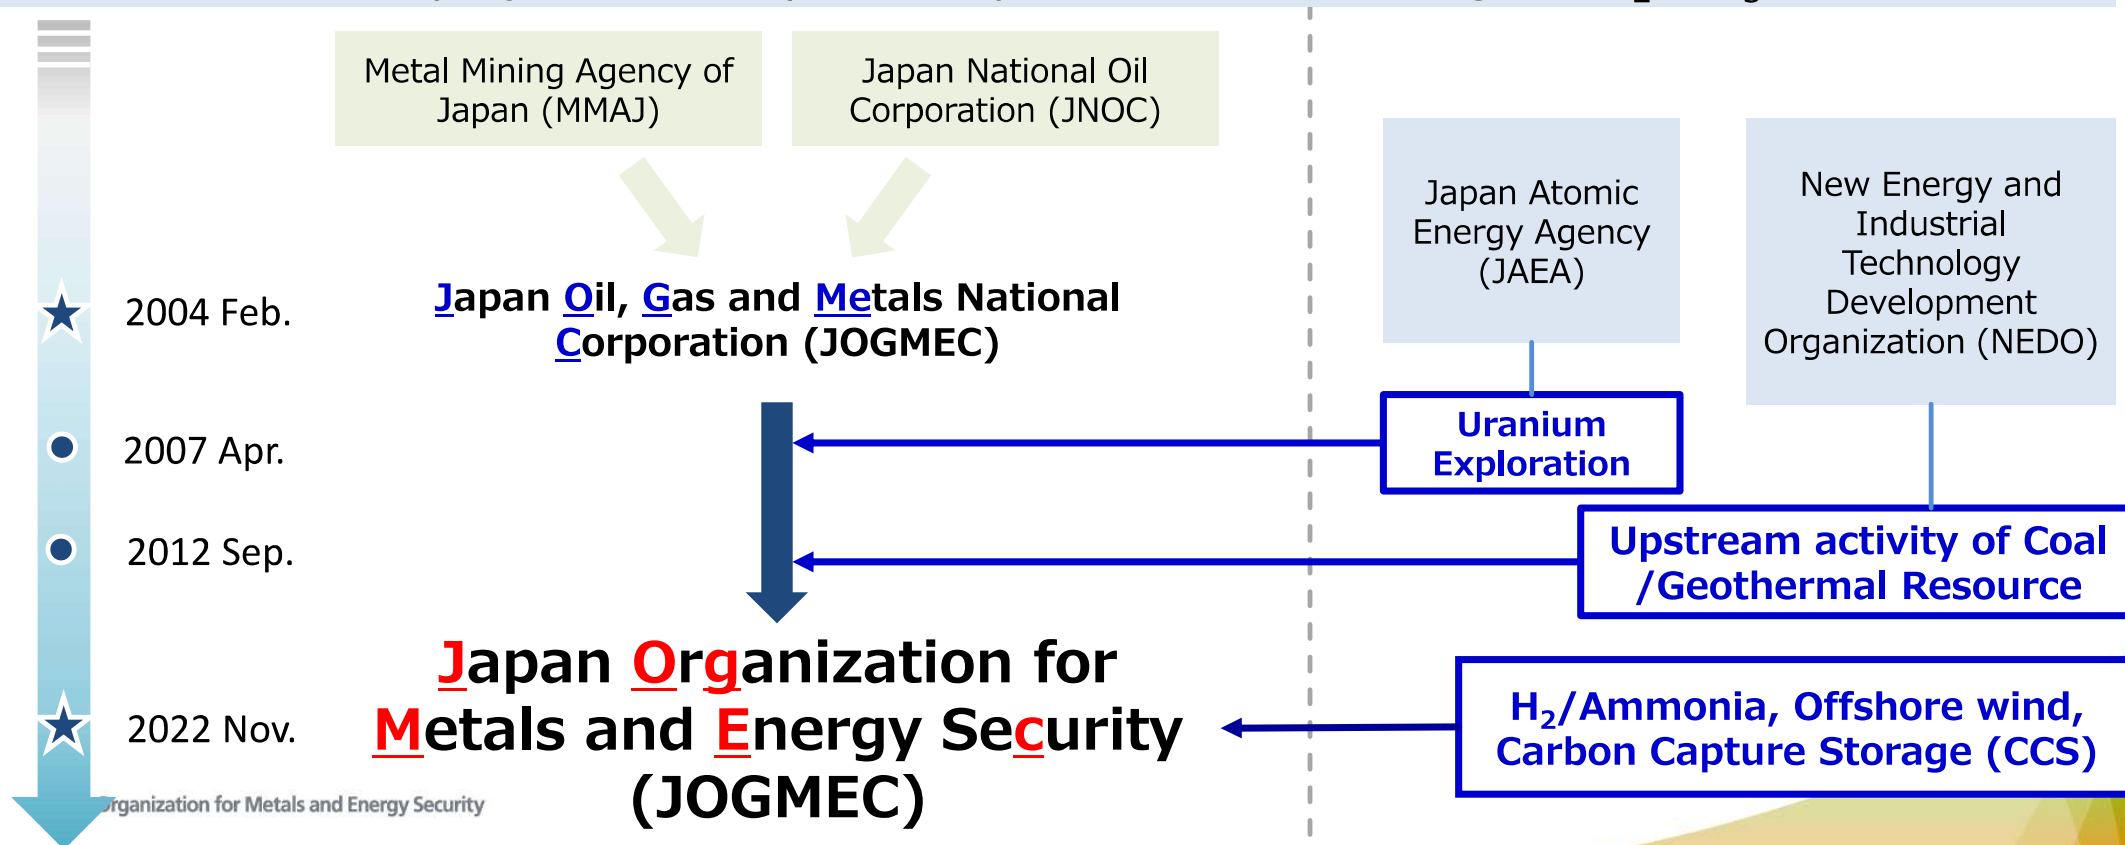 Metal Mining Agency of
Japan (MMAJ)
Japan National Oil
Corporation (JNOC)
Japan Atomic
Energy Agency
(JAEA)
New Energy and
Industrial
Technology
Development
Organization (NEDO)
2004 Feb.
Japan Oil, Gas and Metals National
Corporation (JOGMEC)
2007 Apr.
Uranium
Exploration
2012 Sep.
Upstream activity of Coal
/Geothermal Resource
2022 Nov.
Japan Organization for
Metals and Energy Security
(JOGMEC)
H₂/Ammonia, Offshore wind,
Carbon Capture Storage (CCS)
Organization for Metals and Energy Security